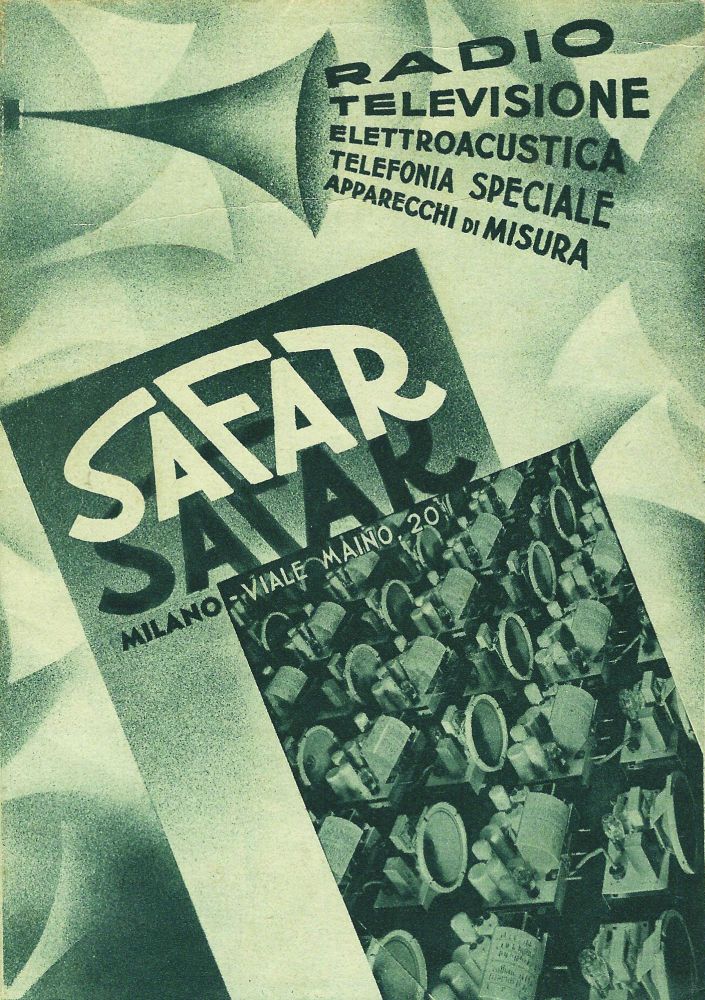 RADIO
TELEVISIONE
ELETTROACUSTICA
TELEFONIA SPECIALE
APPARECCHI DI MISURA
SAFAR
SAFAR
MILANO - VIALE MAINO, 20